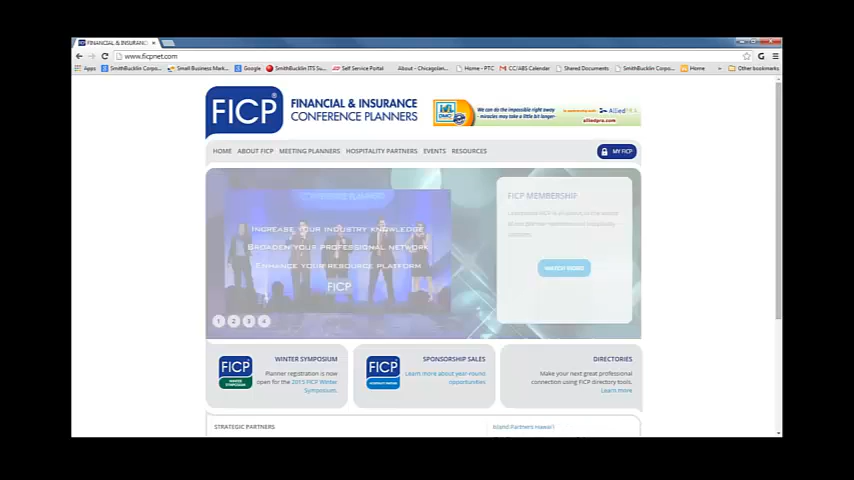 FINANCIAL & INSURANCE
www.ficpnet.com
Apps SmithBucklin Corpo... Small Business Mark... Google SmithBucklin ITS Su... Self Service Portal About - Chicagolan... Home - PTC CC/ABS Calendar Shared Documents SmithBucklin Corpo... Home Other bookmarks
FICP®
FINANCIAL & INSURANCE
CONFERENCE PLANNERS
We can do the impossible right away
miracles may take a little bit longer-
alliedpra.com
HOME ABOUT FICP MEETING PLANNERS HOSPITALITY PARTNERS EVENTS RESOURCES
MY FICP
CONFERENCE PLANNERS
INCREASE YOUR INDUSTRY KNOWLEDGE
BROADEN YOUR PROFESSIONAL NETWORK
ENHANCE YOUR RESOURCE PLATFORM
FICP
FICP MEMBERSHIP
1 2 3 4
FICP
WINTER SYMPOSIUM
WINTER SYMPOSIUM
Planner registration is now
open for the 2015 FICP Winter
Symposium.
FICP
SPONSORSHIP SALES
Learn more about year-round
opportunities
DIRECTORIES
Make your next great professional
connection using FICP directory tools.
Learn more
STRATEGIC PARTNERS
Island Partners Hawai'i